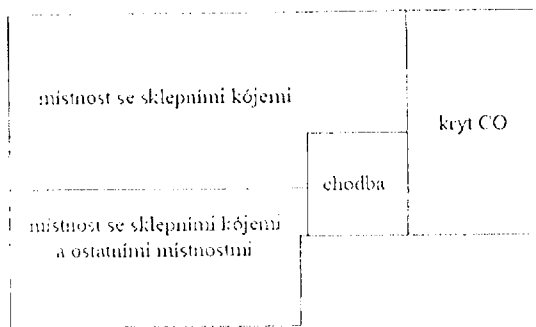 místnost se sklepními kójemi
kryt CO
chodba
místnost se sklepními kójemi
a ostatními místnostmi